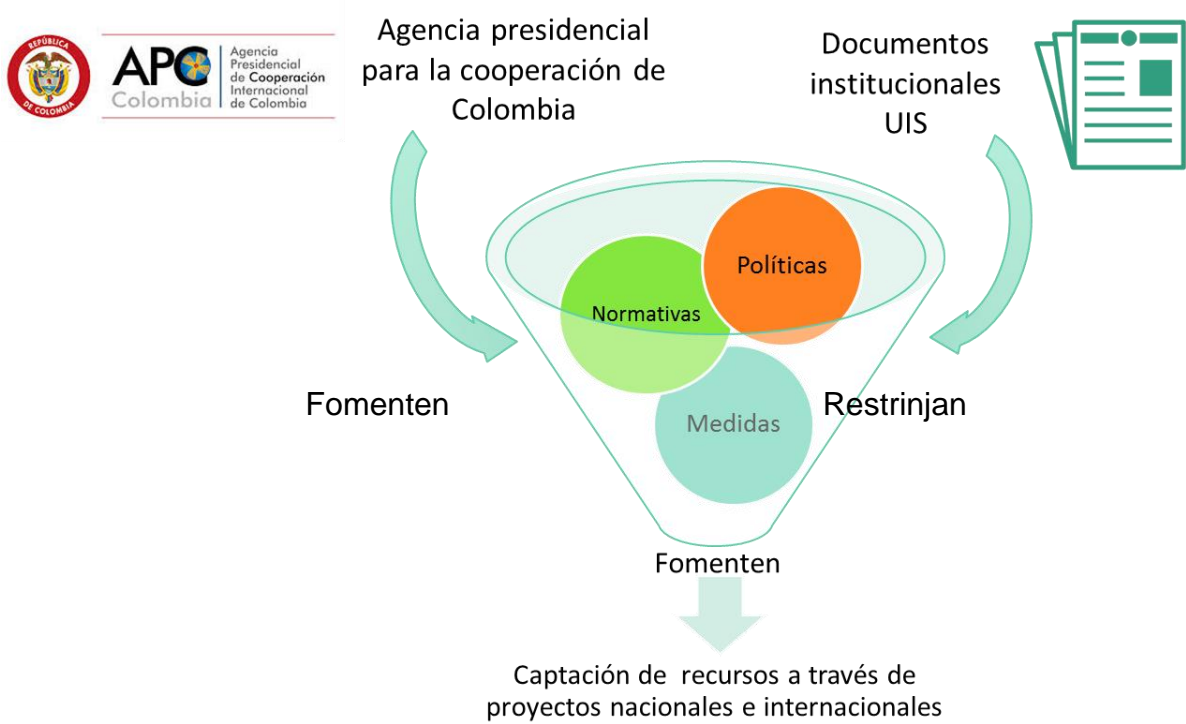 REPÚBLICA
DE COLOMBIA
APC
Colombia
Agencia
Presidencial
de Cooperación
Internacional
de Colombia
Agencia presidencial
para la cooperación de
Colombia
Documentos
institucionales
UIS
Políticas
Normativas
Fomenten
Restrinjan
Medidas
Fomenten
Captación de recursos a través de
proyectos nacionales e internacionales